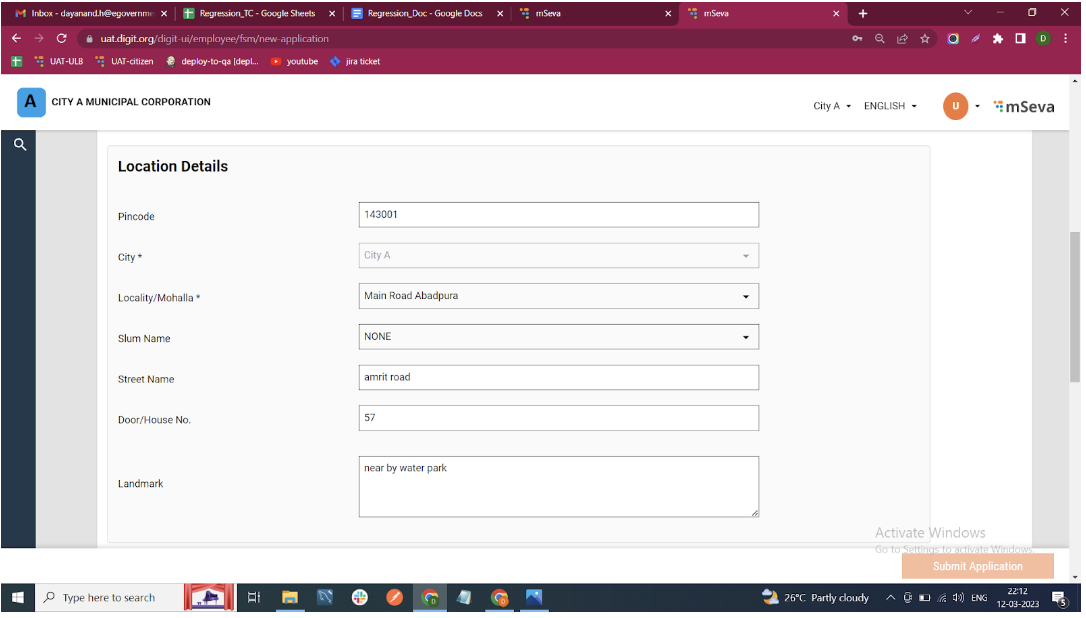 Inbox - dayanand.h@egovernme
Regression_TC - Google Sheets
Regression_Doc - Google Docs
mSeva
mSeva
uat.digit.org/digit-ui/employee/fsm/new-application
D
UAT-ULB
UAT-citizen
deploy-to-qa [depl...
youtube
jira ticket
A
CITY A MUNICIPAL CORPORATION
City A
ENGLISH
U
mSeva
Location Details
Pincode
143001
City *
City A
Locality/Mohalla *
Main Road Abadpura
Slum Name
NONE
Street Name
amrit road
Door/House No.
57
Landmark
near by water park
Activate Windows
Go to Settings to activate Windows.
Submit Application
Type here to search
26°C Partly cloudy
ENG
22:12
12-03-2023
5